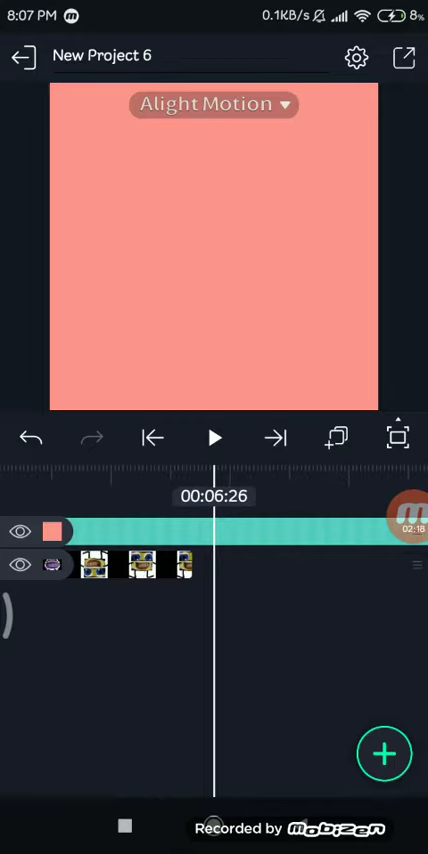 8:07 PM
0.1KB/s
8%
New Project 6
Alight Motion
00:06:26
02:18
Recorded by mobizen